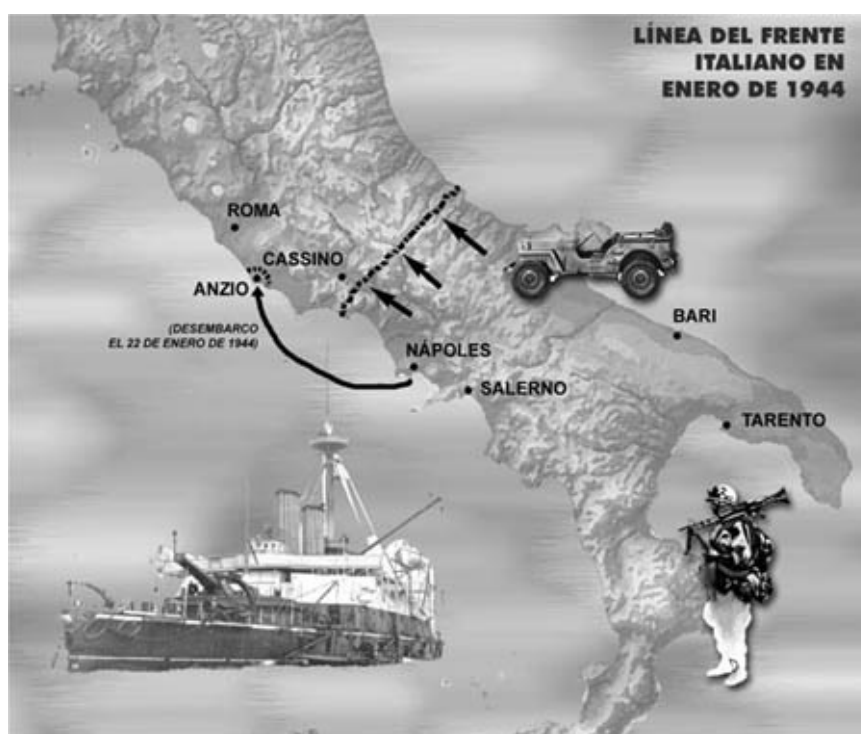 LÍNEA DEL FRENTE
ITALIANO EN
ENERO DE 1944
ROMA
CASSINO
ANZIO
(DESEMBARCO
EL 22 DE ENERO DE 1944)
BARI
NÁPOLES
SALERNO
TARENTO